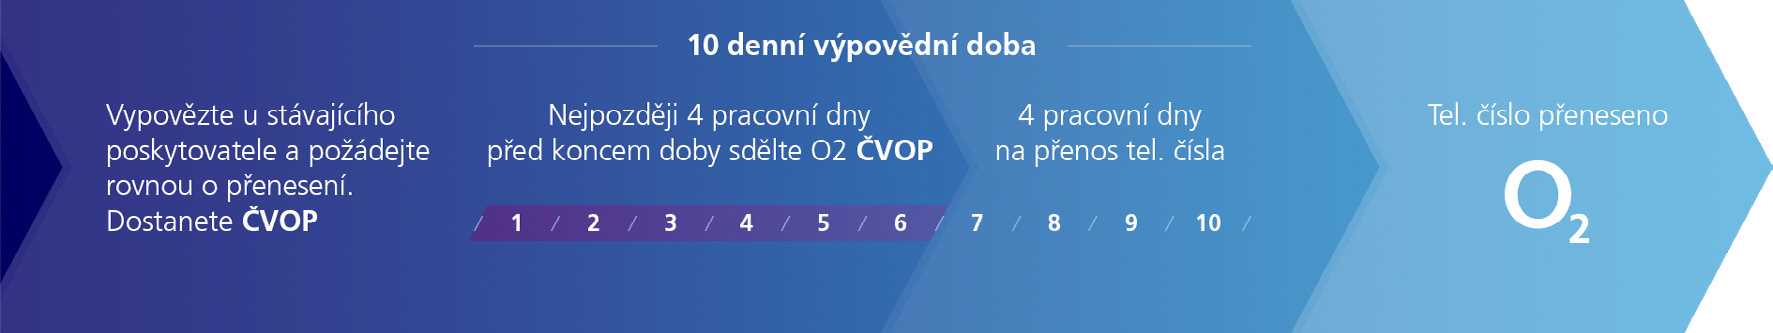 10 denní výpovědní doba
Vypovězte u stávajícího
poskytovatele a požádejte
rovnou o přenesení.
Dostanete ČVOP
Nejpozději 4 pracovní dny
před koncem doby sdělte O2 ČVOP
4 pracovní dny
na přenos tel. čísla
/ 1 / 2 / 3 / 4 / 5 / 6 / 7 / 8 / 9 / 10 /
Tel. číslo přeneseno
O2